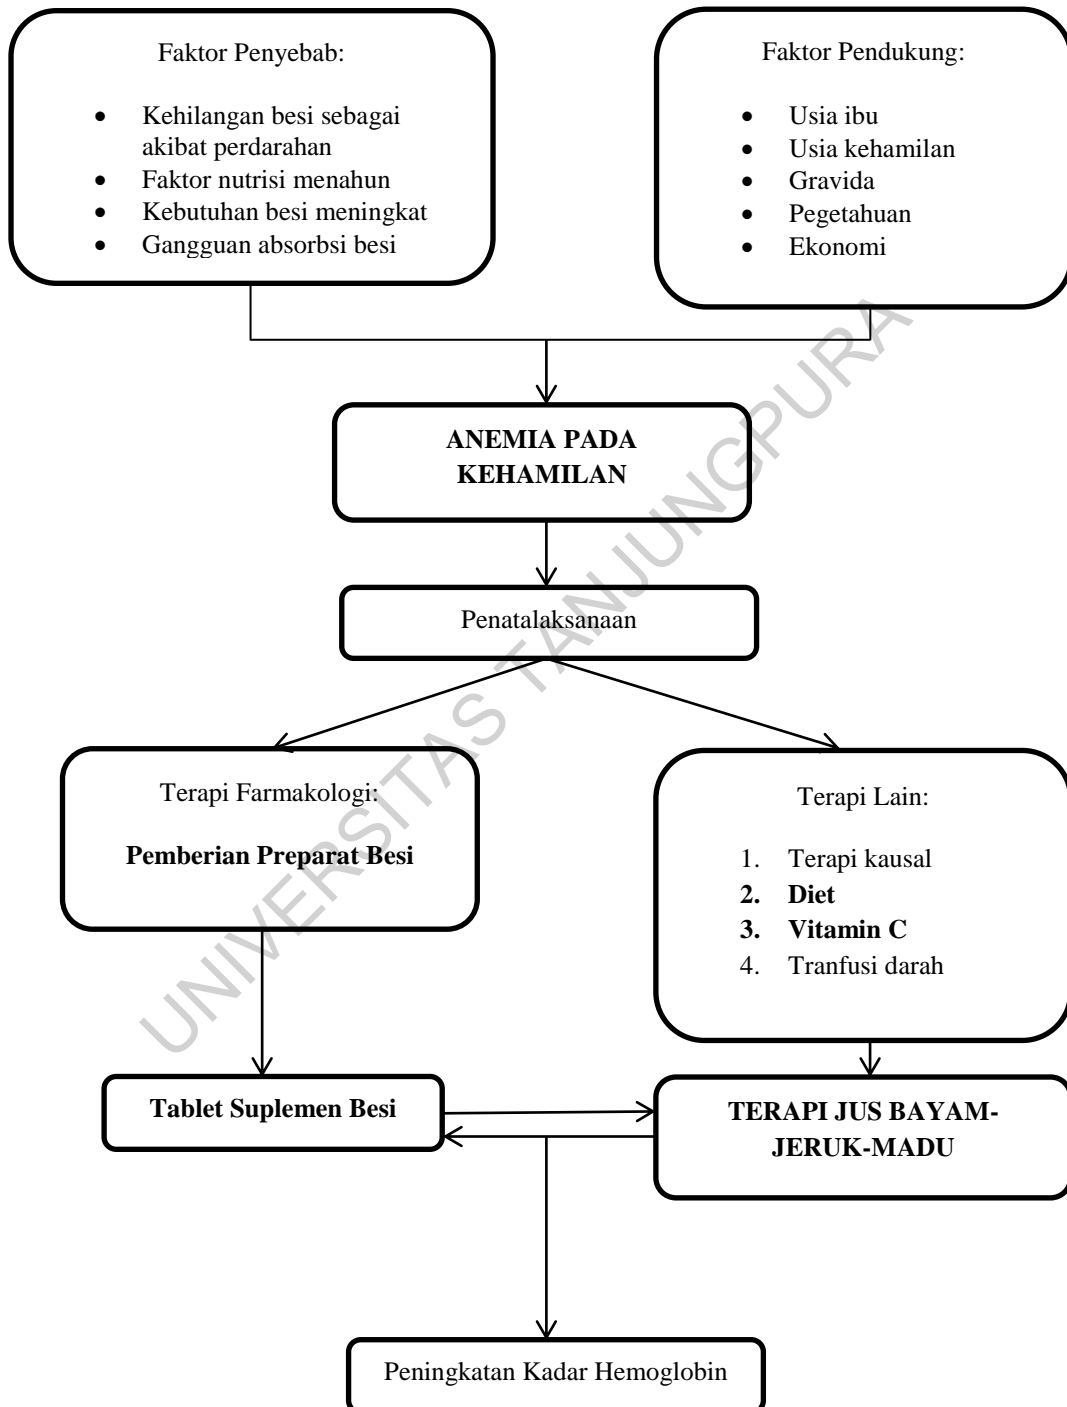 Faktor Penyebab:
• Kehilangan besi sebagai
akibat perdarahan
• Faktor nutrisi menahun
• Kebutuhan besi meningkat
• Gangguan absorbsi besi
Faktor Pendukung:
• Usia ibu
• Usia kehamilan
• Gravida
• Pegetahuan
• Ekonomi
ANEMIA PADA
KEHAMILAN
Penatalaksanaan
Terapi Farmakologi:
Pemberian Preparat Besi
Terapi Lain:
1. Terapi kausal
2. Diet
3. Vitamin C
4. Tranfusi darah
Tablet Suplemen Besi
TERAPI JUS BAYAM-
JERUK-MADU
Peningkatan Kadar Hemoglobin
UNIVERSITAS TANJUNGPURA